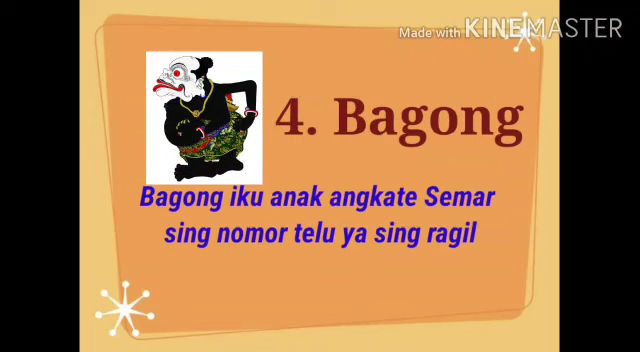 Made with KINEMASTER
4. Bagong
Bagong iku anak angkate Semar
sing nomor telu ya sing ragil